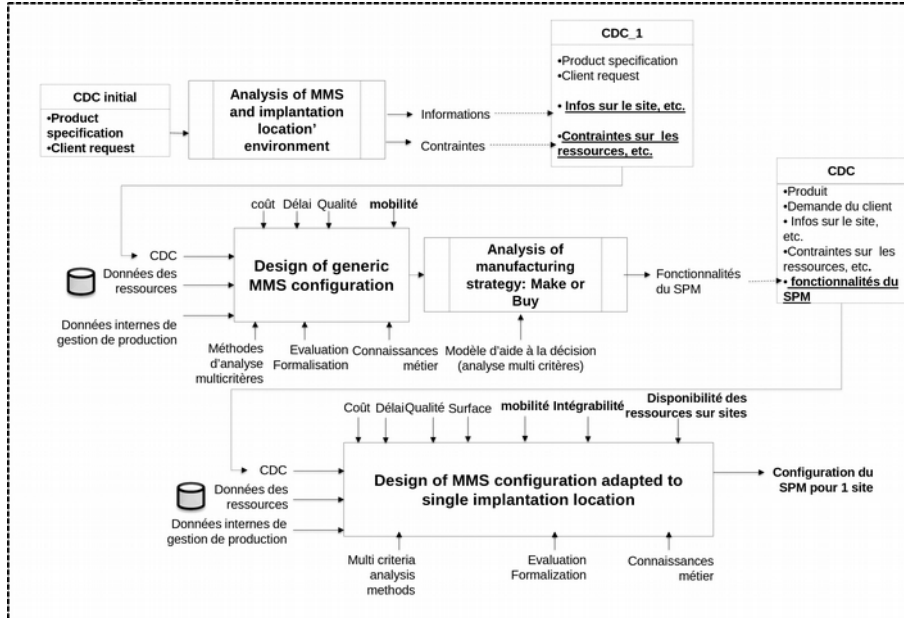 CDC_1
•Product specification
•Client request
• Infos sur le site, etc.
•Contraintes sur les
ressources, etc.
CDC initial
•Product
specification
•Client request
Analysis of MMS
and implantation
location’
environment
Informations
Contraintes
CDC
•Produit
•Demande du client
• Infos sur le site,
etc.
•Contraintes sur les
ressources, etc.
• fonctionnalités du
SPM
coût
Délai
Qualité
mobilité
CDC
Données des
ressources
Données internes de
gestion de production
Design of generic
MMS configuration
Analysis of
manufacturing
strategy: Make or
Buy
Fonctionnalités
du SPM
Méthodes
d’analyse
multicritères
Evaluation
Formalisation
Connaissances
métier
Modèle d’aide à la décision
(analyse multi critères)
Coût
Délai
Qualité
Surface
mobilité
Intégrabilité
Disponibilité des
ressources sur sites
CDC
Données des
ressources
Données internes de
gestion de production
Design of MMS configuration adapted to
single implantation location
Configuration du
SPM pour 1 site
Multi criteria
analysis
methods
Evaluation
Formalization
Connaissances
métier